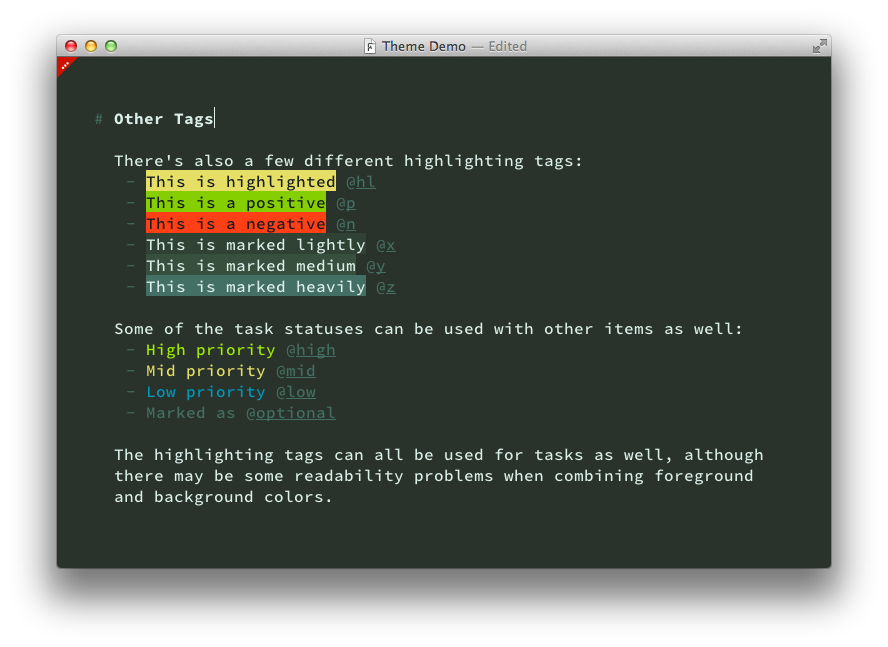 Theme Demo — Edited
# Other Tags
There's also a few different highlighting tags:
- This is highlighted @hl
- This is a positive @p
- This is a negative @n
- This is marked lightly @x
- This is marked medium @y
- This is marked heavily @z
Some of the task statuses can be used with other items as well:
- High priority @high
- Mid priority @mid
- Low priority @low
- Marked as @optional
The highlighting tags can all be used for tasks as well, although
there may be some readability problems when combining foreground
and background colors.